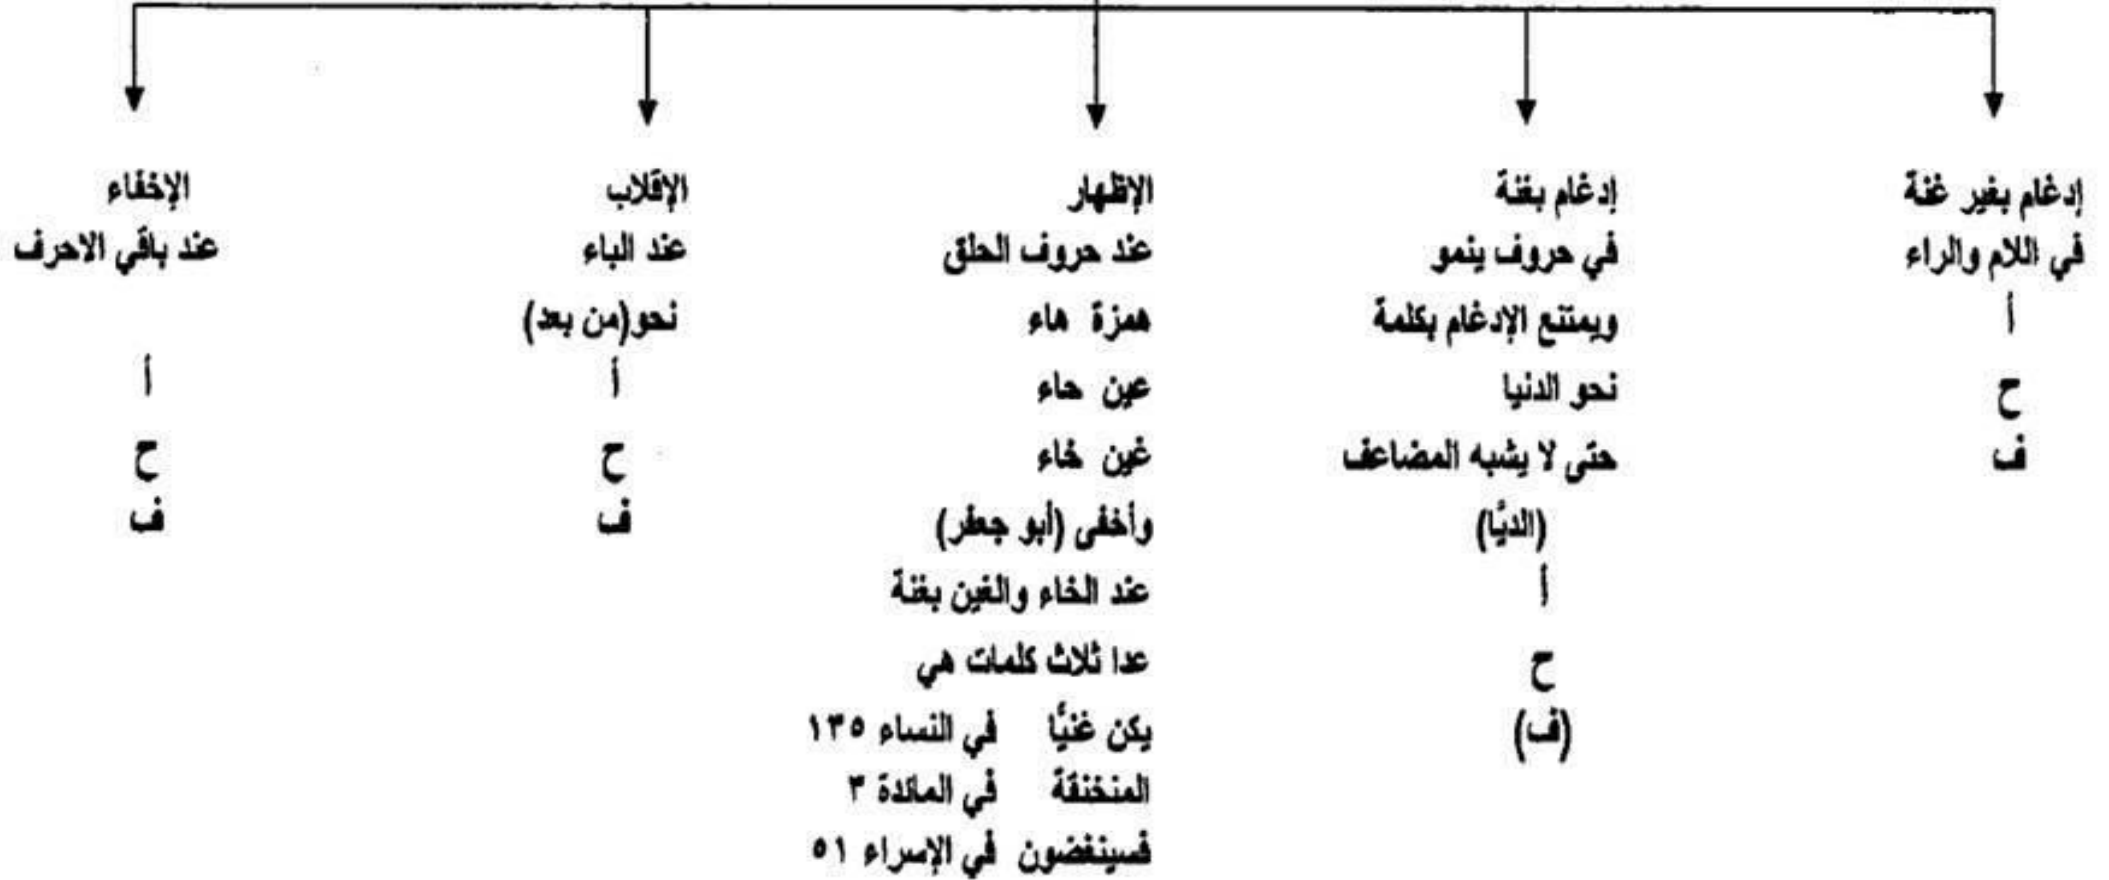 إدغام بغير غنة
في اللام والراء
أ
ح
ف
إدغام بغنة
في حروف ينمو
ويمتنع الإدغام بكلمة
نحو الدنيا
حتى لا يشبه المضاعف
(الديَّا)
أ
ح
(ف)
الإظهار
عند حروف الحلق
همزة هاء
عين حاء
غين خاء
وأخفى (أبو جعفر)
عند الخاء والغين بغنة
عدا ثلاث كلمات هي
يكن غنيًّا في النساء ١٣٥
المنخنقة في المائدة ٣
فسينغضون في الإسراء ٥١
الإقلاب
عند الباء
نحو(من بعد)
أ
ح
ف
الإخفاء
عند باقي الاحرف
أ
ح
ف